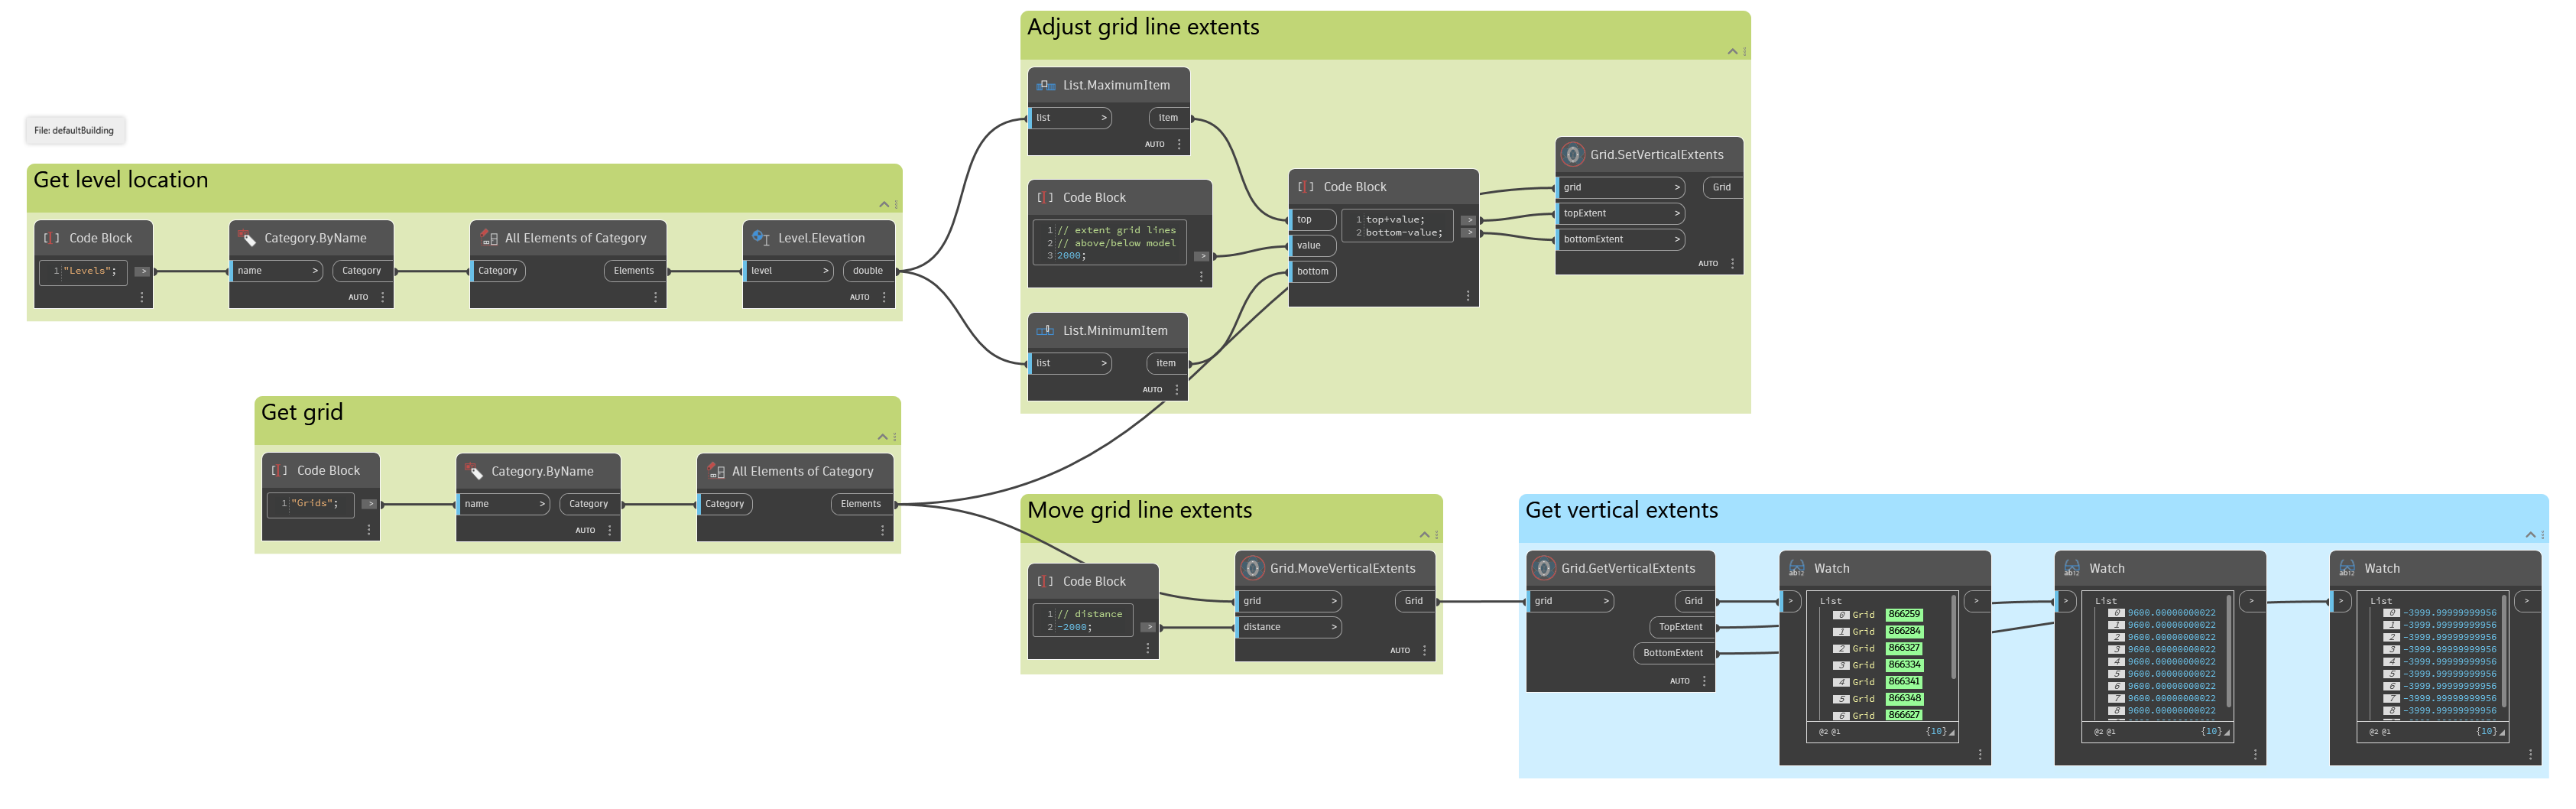 File: defaultBuilding
Get level location
Code Block
1 "Levels";
>
Category.ByName
name >
Category
AUTO
All Elements of Category
Category
Elements
Level.Elevation
level >
double
AUTO
Adjust grid line extents
List.MaximumItem
list >
item
AUTO
Code Block
1 // extent grid lines
2 // above/below model
3 2000;
>
List.MinimumItem
list >
item
AUTO
Code Block
top
value
bottom
1 top+value;
2 bottom-value;
>
>
Grid.SetVerticalExtents
grid >
Grid
topExtent >
bottomExtent >
AUTO
Get grid
Code Block
1 "Grids";
>
Category.ByName
name >
Category
AUTO
All Elements of Category
Category
Elements
Move grid line extents
Code Block
1 // distance
2 -2000;
>
Grid.MoveVerticalExtents
grid >
Grid
distance >
AUTO
Get vertical extents
Grid.GetVerticalExtents
grid >
Grid
TopExtent
BottomExtent
AUTO
Watch
>
>
List
0 Grid 866259
1 Grid 866284
2 Grid 866327
3 Grid 866334
4 Grid 866341
5 Grid 866348
6 Grid 866627
@2 @1 {10}
Watch
>
>
List
0 9600.00000000022
1 9600.00000000022
2 9600.00000000022
3 9600.00000000022
4 9600.00000000022
5 9600.00000000022
6 9600.00000000022
7 9600.00000000022
8 9600.00000000022
@2 @1 {10}
Watch
>
>
List
0 -3999.99999999956
1 -3999.99999999956
2 -3999.99999999956
3 -3999.99999999956
4 -3999.99999999956
5 -3999.99999999956
6 -3999.99999999956
7 -3999.99999999956
8 -3999.99999999956
@2 @1 {10}